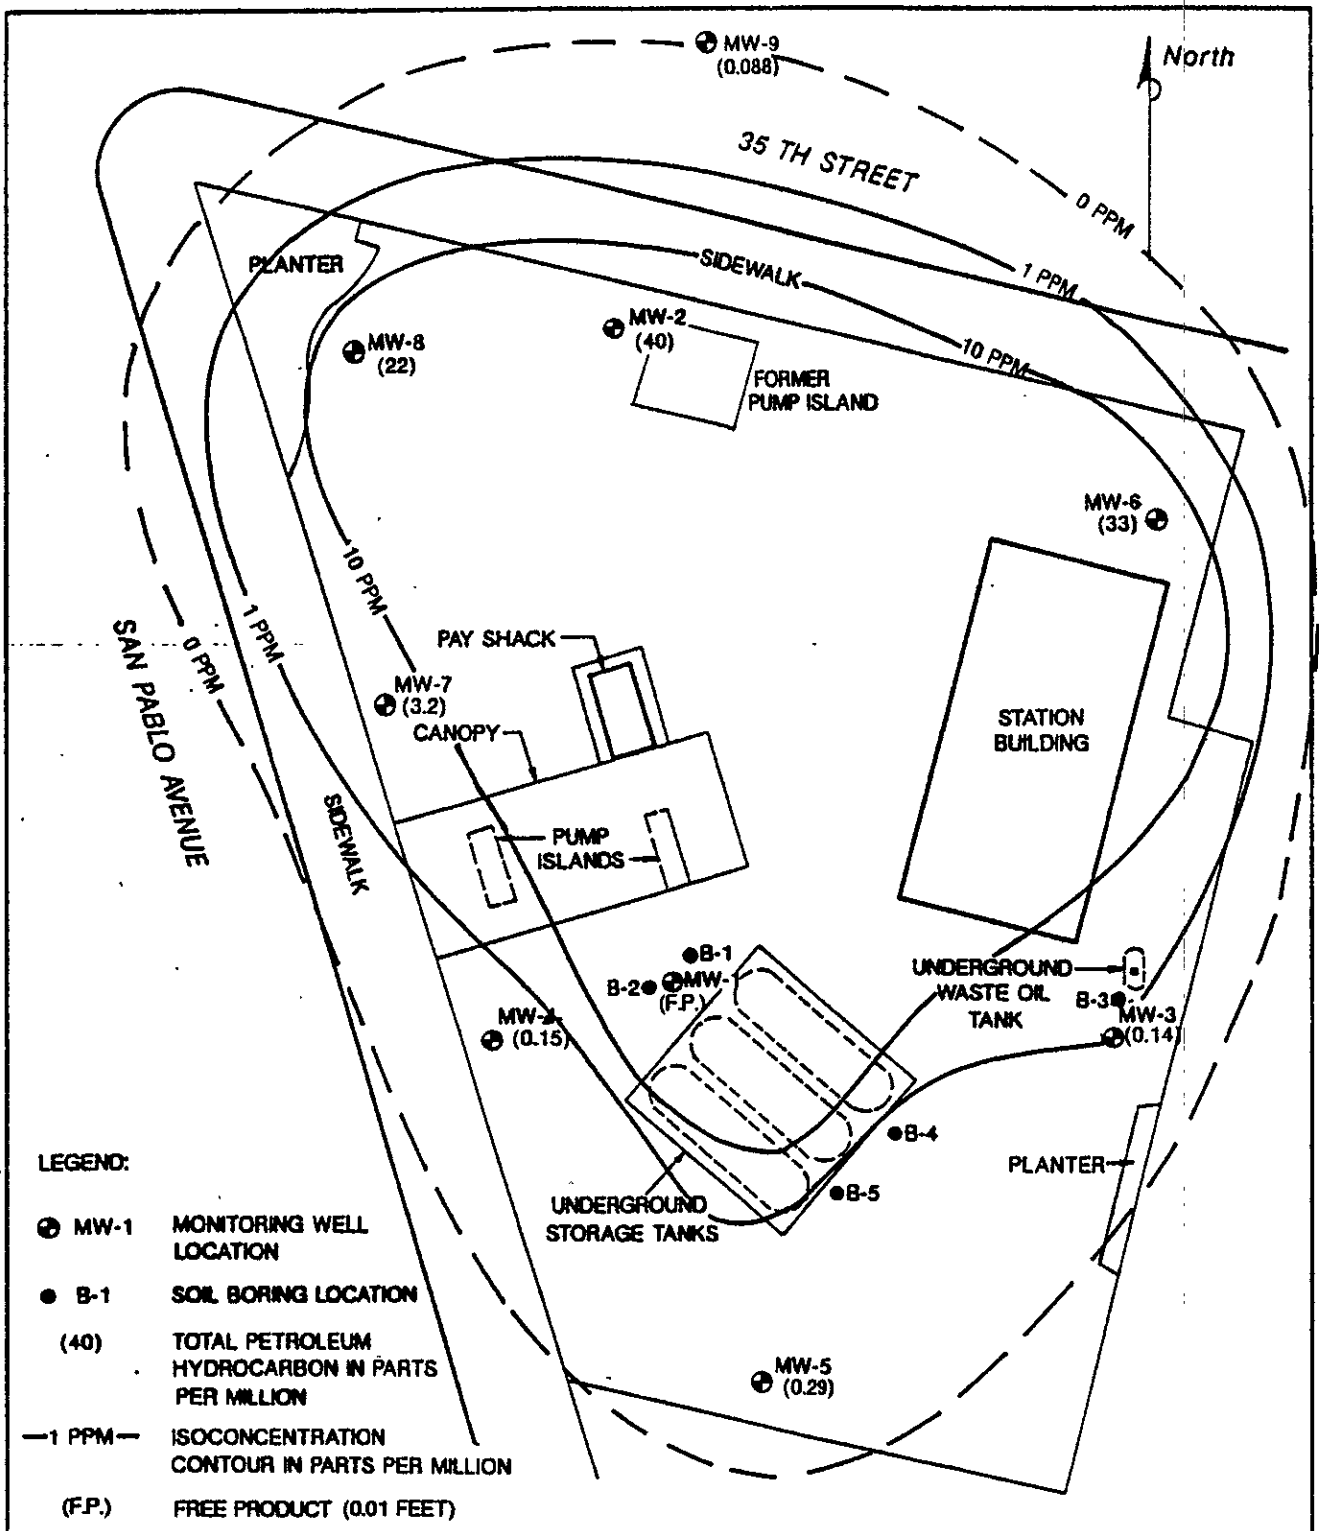 MW-9
(0.088)
North
35 TH STREET
0 PPM
PLANTER
SIDEWALK
1 PPM
MW-2
(40)
MW-8
(22)
10 PPM
FORMER
PUMP ISLAND
MW-6
(33)
10 PPM
1 PPM
0 PPM
SAN PABLO AVENUE
PAY SHACK
MW-7
(3.2)
CANOPY
STATION
BUILDING
SIDEWALK
PUMP
ISLANDS
B-1
B-2
MW-
(F.P.)
UNDERGROUND
WASTE OIL
TANK
B-3
MW-3
(0.14)
MW-4
(0.15)
B-4
B-5
PLANTER
UNDERGROUND
STORAGE TANKS
MW-5
(0.29)
LEGEND:
MW-1 MONITORING WELL
LOCATION
B-1 SOIL BORING LOCATION
(40) TOTAL PETROLEUM
HYDROCARBON IN PARTS
PER MILLION
1 PPM ISOCONCENTRATION
CONTOUR IN PARTS PER MILLION
(F.P.) FREE PRODUCT (0.01 FEET)